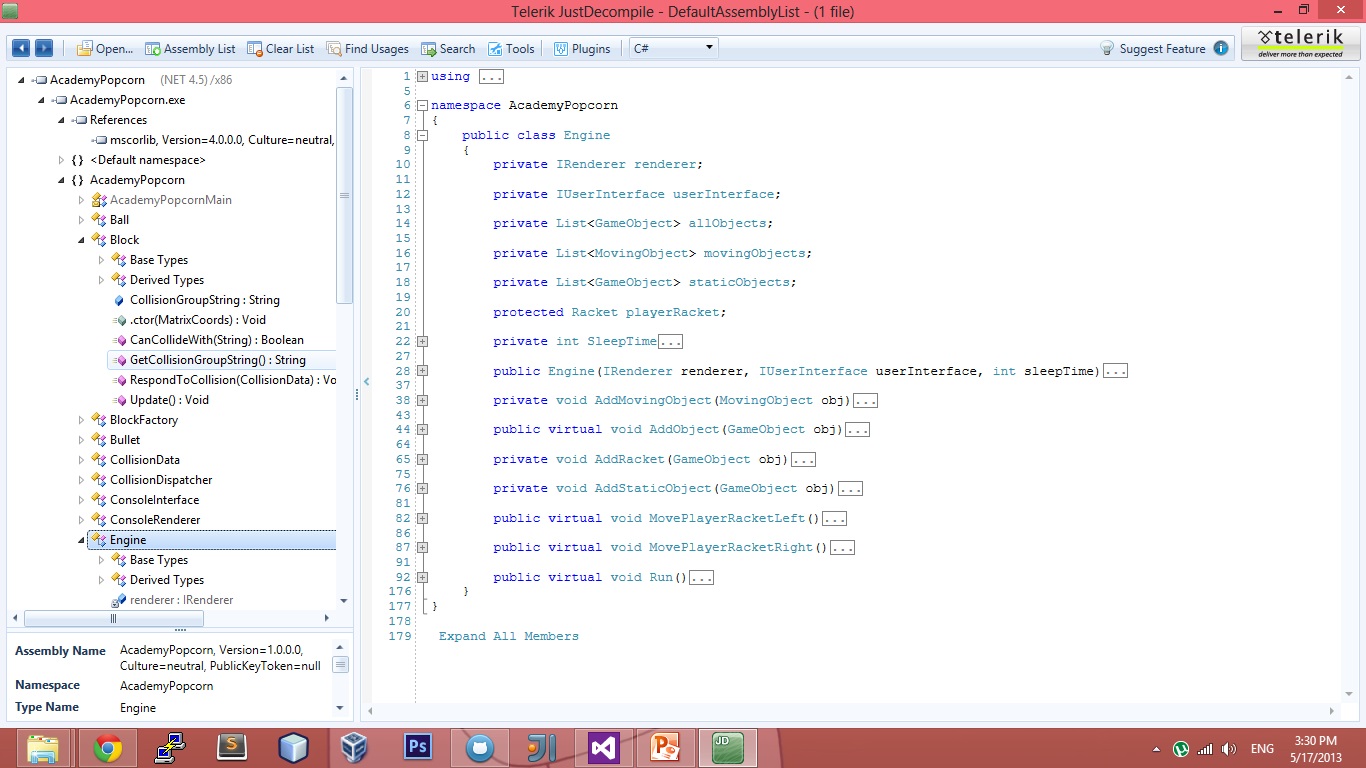 Telerik JustDecompile - DefaultAssemblyList - (1 file)
Open... Assembly List Clear List Find Usages Search Tools Plugins C# Suggest Feature
telerik
deliver more than expected
AcademyPopcorn (NET 4.5) /x86
AcademyPopcorn.exe
References
mscorlib, Version=4.0.0.0, Culture=neutral,
{} <Default namespace>
{} AcademyPopcorn
AcademyPopcornMain
Ball
Block
Base Types
Derived Types
CollisionGroupString : String
.ctor(MatrixCoords) : Void
CanCollideWith(String) : Boolean
GetCollisionGroupString() : String
RespondToCollision(CollisionData) : Vo
Update() : Void
BlockFactory
Bullet
CollisionData
CollisionDispatcher
ConsoleInterface
ConsoleRenderer
Engine
Base Types
Derived Types
renderer : IRenderer
Assembly Name AcademyPopcorn, Version=1.0.0.0,
Culture=neutral, PublicKeyToken=null
Namespace AcademyPopcorn
Type Name Engine
1 using ...
5
6 namespace AcademyPopcorn
7 {
8 public class Engine
9 {
10 private IRenderer renderer;
11
12 private IUserInterface userInterface;
13
14 private List<GameObject> allObjects;
15
16 private List<MovingObject> movingObjects;
17
18 private List<GameObject> staticObjects;
19
20 protected Racket playerRacket;
21
22 private int SleepTime...
27
28 public Engine(IRenderer renderer, IUserInterface userInterface, int sleepTime)...
37
38 private void AddMovingObject(MovingObject obj)...
43
44 public virtual void AddObject(GameObject obj)...
64
65 private void AddRacket(GameObject obj)...
75
76 private void AddStaticObject(GameObject obj)...
81
82 public virtual void MovePlayerRacketLeft()...
86
87 public virtual void MovePlayerRacketRight()...
91
92 public virtual void Run()...
176 }
177 }
178
179 Expand All Members
S Ps JI P JD
ENG
3:30 PM
5/17/2013